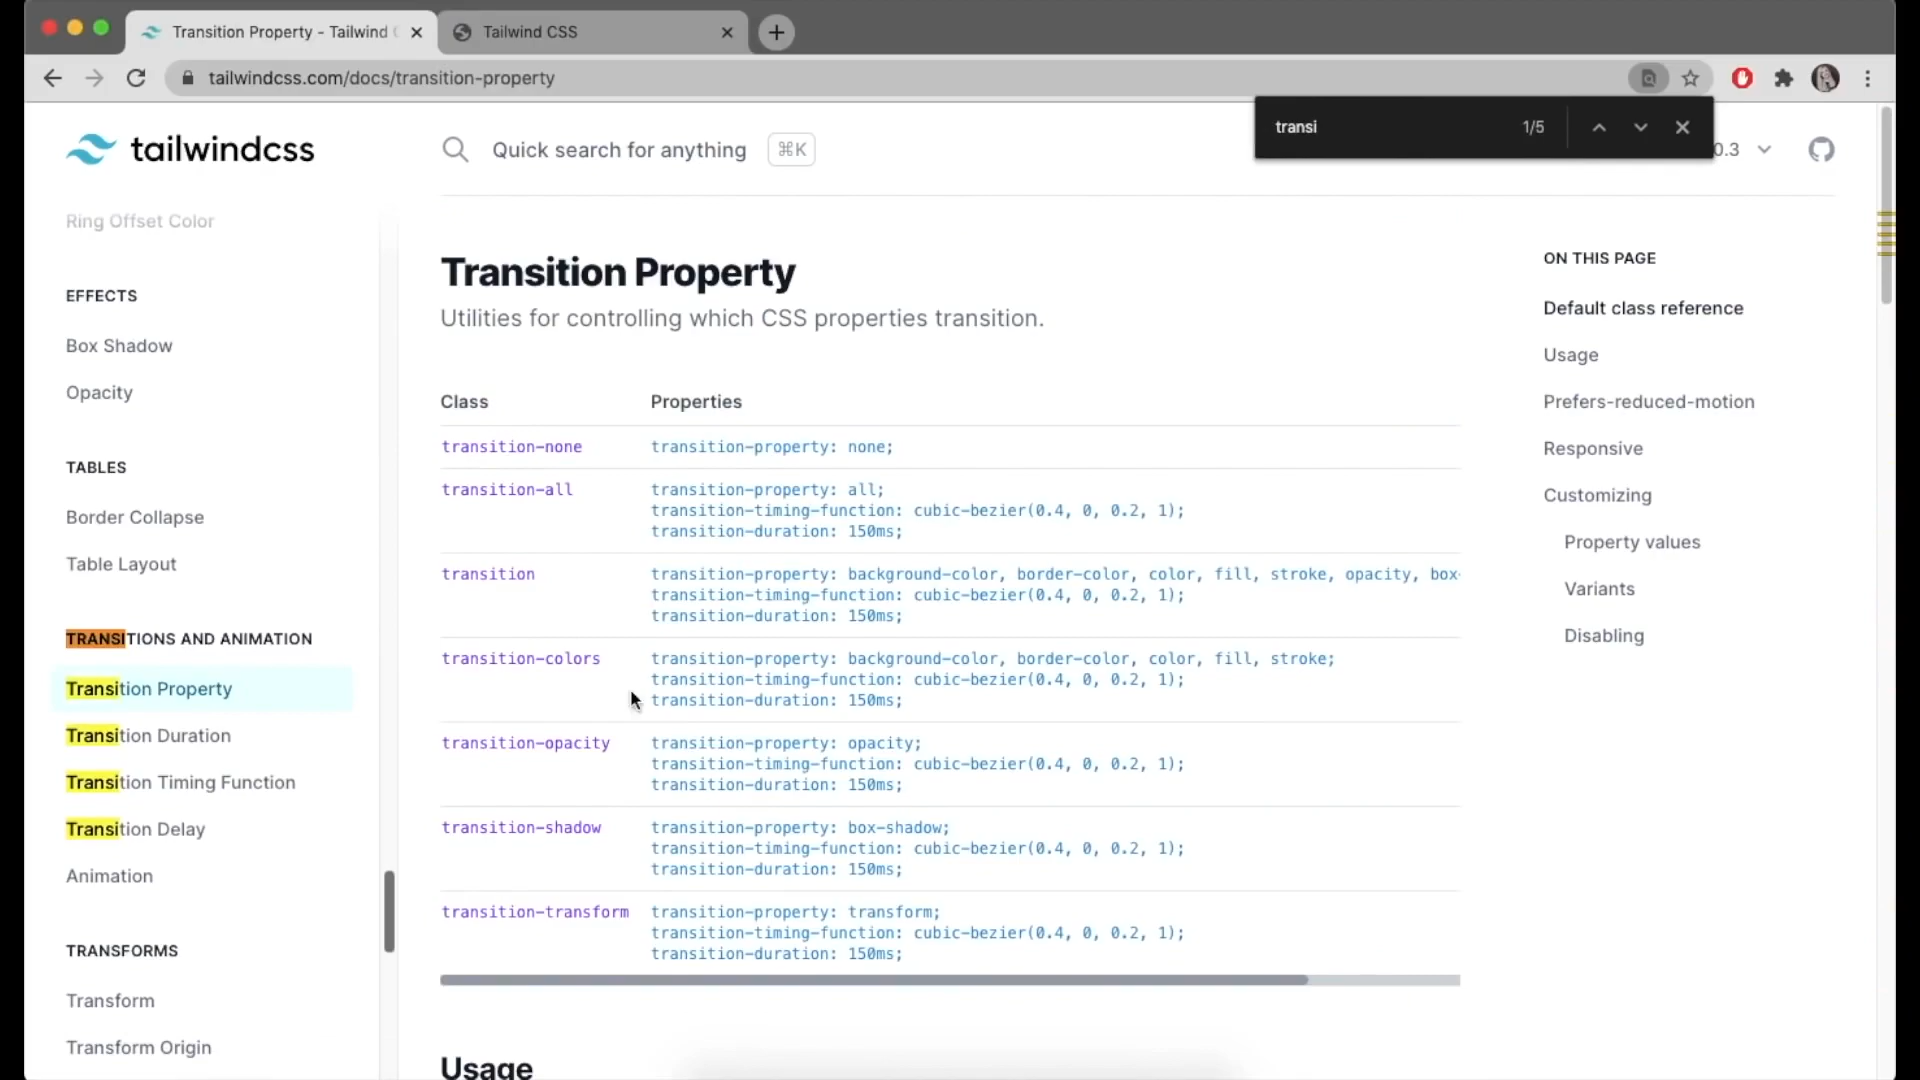 Transition Property - Tailwind
Tailwind CSS
tailwindcss.com/docs/transition-property
transi
1/5
tailwindcss
Quick search for anything
⌘K
0.3
Ring Offset Color
EFFECTS
Box Shadow
Opacity
TABLES
Border Collapse
Table Layout
TRANSITIONS AND ANIMATION
Transition Property
Transition Duration
Transition Timing Function
Transition Delay
Animation
TRANSFORMS
Transform
Transform Origin
Transition Property
Utilities for controlling which CSS properties transition.
Class Properties
transition-none transition-property: none;
transition-all transition-property: all;
transition-timing-function: cubic-bezier(0.4, 0, 0.2, 1);
transition-duration: 150ms;
transition transition-property: background-color, border-color, color, fill, stroke, opacity, box-
transition-timing-function: cubic-bezier(0.4, 0, 0.2, 1);
transition-duration: 150ms;
transition-colors transition-property: background-color, border-color, color, fill, stroke;
transition-timing-function: cubic-bezier(0.4, 0, 0.2, 1);
transition-duration: 150ms;
transition-opacity transition-property: opacity;
transition-timing-function: cubic-bezier(0.4, 0, 0.2, 1);
transition-duration: 150ms;
transition-shadow transition-property: box-shadow;
transition-timing-function: cubic-bezier(0.4, 0, 0.2, 1);
transition-duration: 150ms;
transition-transform transition-property: transform;
transition-timing-function: cubic-bezier(0.4, 0, 0.2, 1);
transition-duration: 150ms;
Usage
ON THIS PAGE
Default class reference
Usage
Prefers-reduced-motion
Responsive
Customizing
Property values
Variants
Disabling